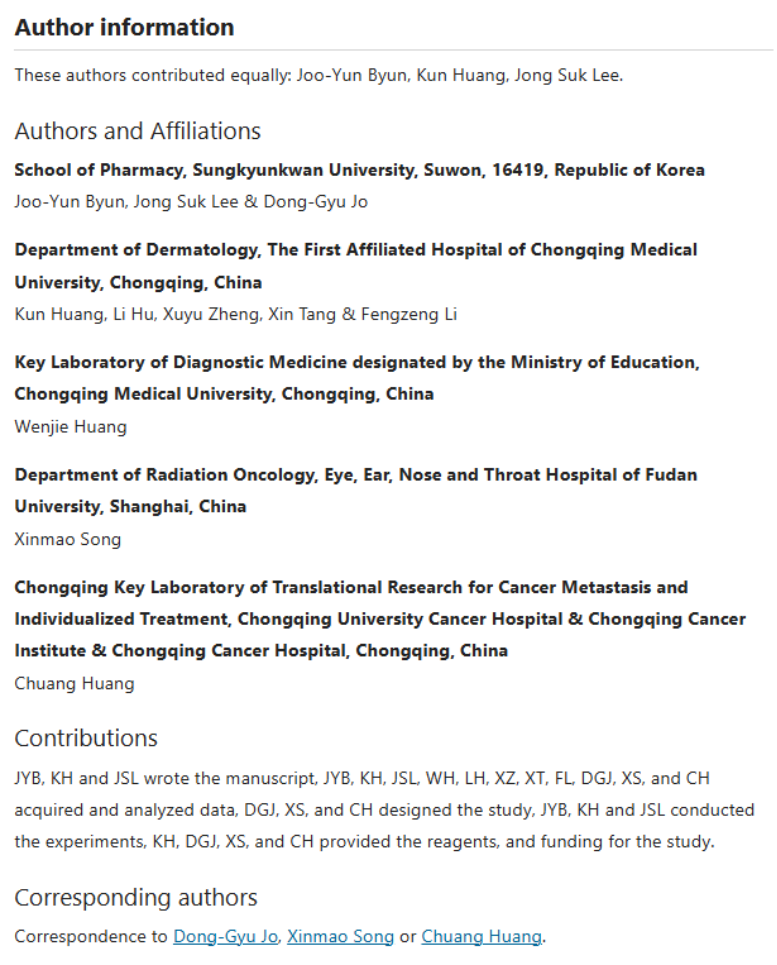 Author information
These authors contributed equally: Joo-Yun Byun, Kun Huang, Jong Suk Lee.
Authors and Affiliations
School of Pharmacy, Sungkyunkwan University, Suwon, 16419, Republic of Korea
Joo-Yun Byun, Jong Suk Lee & Dong-Gyu Jo
Department of Dermatology, The First Affiliated Hospital of Chongqing Medical
University, Chongqing, China
Kun Huang, Li Hu, Xuyu Zheng, Xin Tang & Fengzeng Li
Key Laboratory of Diagnostic Medicine designated by the Ministry of Education,
Chongqing Medical University, Chongqing, China
Wenjie Huang
Department of Radiation Oncology, Eye, Ear, Nose and Throat Hospital of Fudan
University, Shanghai, China
Xinmao Song
Chongqing Key Laboratory of Translational Research for Cancer Metastasis and
Individualized Treatment, Chongqing University Cancer Hospital & Chongqing Cancer
Institute & Chongqing Cancer Hospital, Chongqing, China
Chuang Huang
Contributions
JYB, KH and JSL wrote the manuscript, JYB, KH, JSL, WH, LH, XZ, XT, FL, DGJ, XS, and CH
acquired and analyzed data, DGJ, XS, and CH designed the study, JYB, KH and JSL conducted
the experiments, KH, DGJ, XS, and CH provided the reagents, and funding for the study.
Corresponding authors
Correspondence to Dong-Gyu Jo, Xinmao Song or Chuang Huang.